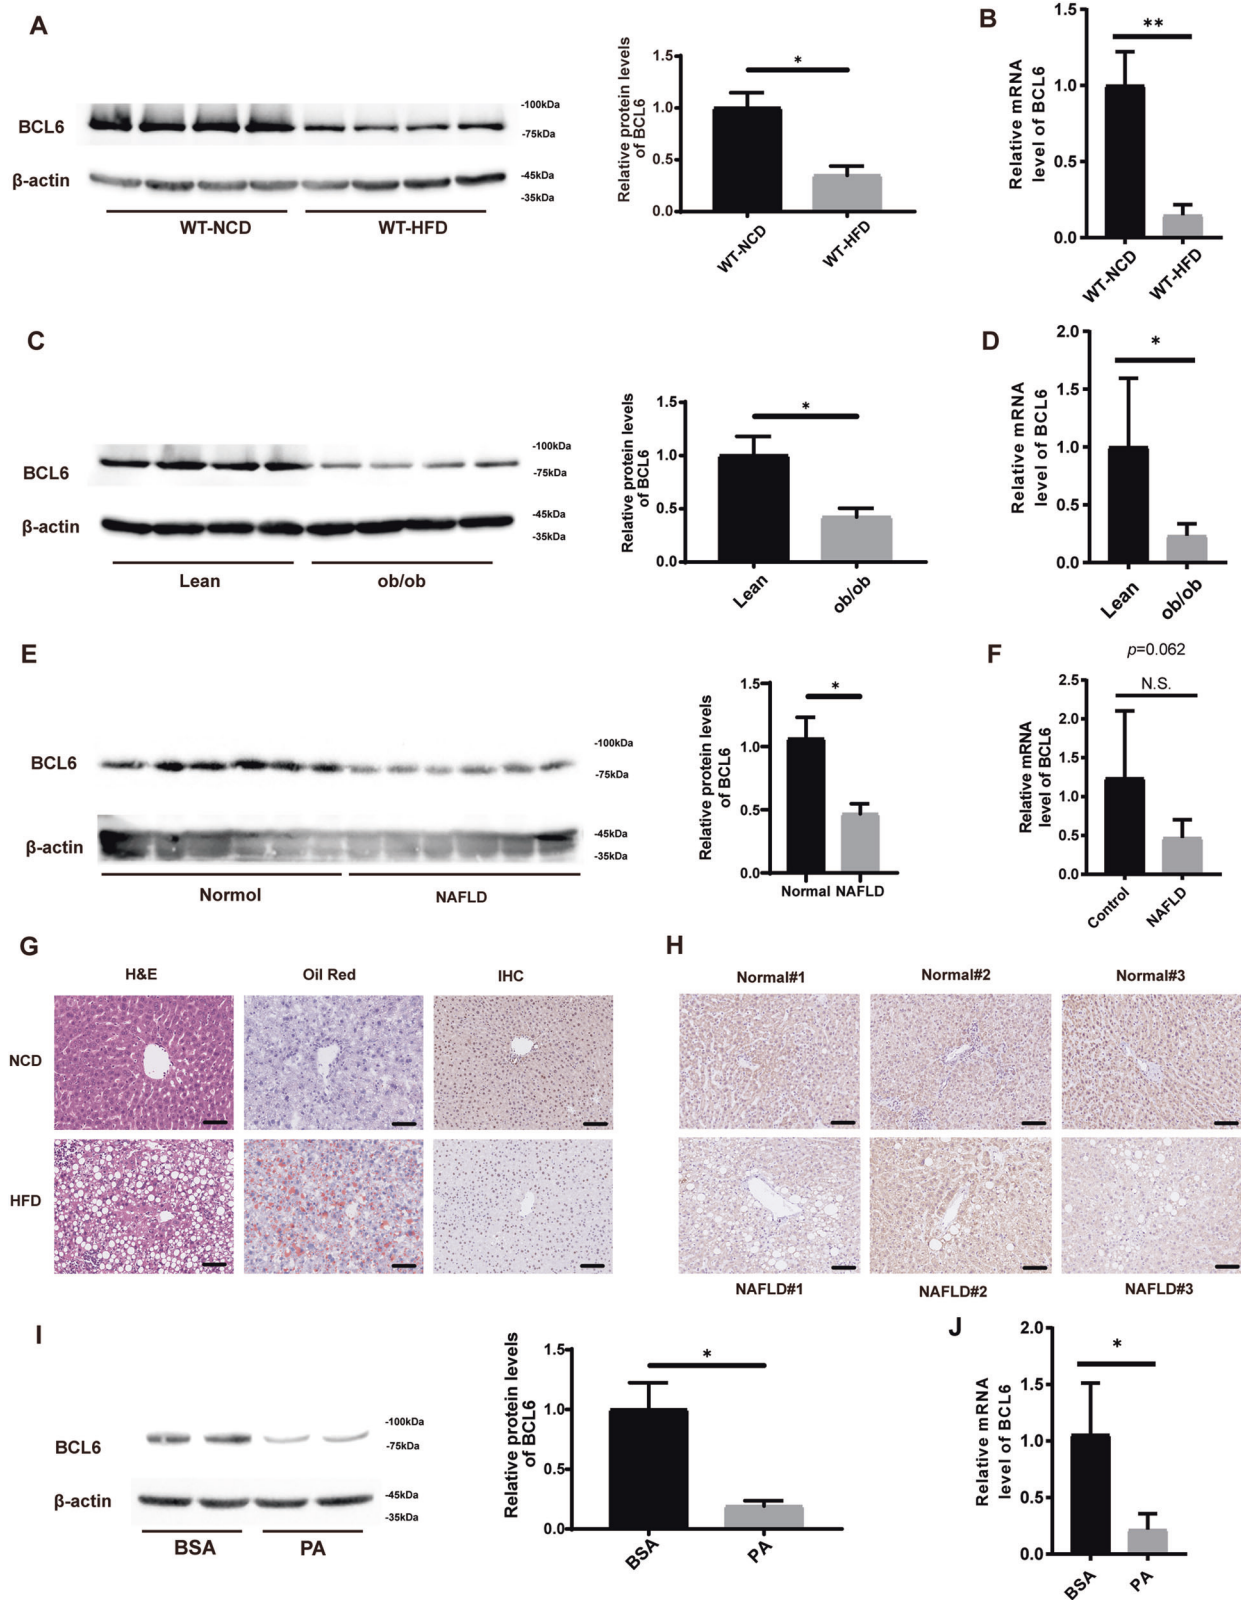 A
BCL6
β-actin
-100kDa
-75kDa
-45kDa
-35kDa
WT-NCD
WT-HFD
Relative protein levels
of BCL6
1.5
1.0
0.5
0.0
*
WT-NCD
WT-HFD
B
Relative mRNA
level of BCL6
1.5
1.0
0.5
0.0
**
WT-NCD
WT-HFD
C
BCL6
β-actin
-100kDa
-75kDa
-45kDa
-35kDa
Lean
ob/ob
Relative protein levels
of BCL6
1.5
1.0
0.5
0.0
*
Lean
ob/ob
D
Relative mRNA
level of BCL6
2.0
1.5
1.0
0.5
0.0
*
Lean
ob/ob
E
BCL6
β-actin
-100kDa
-75kDa
-45kDa
-35kDa
Normol
NAFLD
Relative protein levels
of BCL6
1.5
1.0
0.5
0.0
*
Normal NAFLD
F
p=0.062
N.S.
Relative mRNA
level of BCL6
2.5
2.0
1.5
1.0
0.5
0.0
Control
NAFLD
G
H&E
Oil Red
IHC
NCD
HFD
H
Normal#1
Normal#2
Normal#3
NAFLD#1
NAFLD#2
NAFLD#3
I
BCL6
β-actin
-100kDa
-75kDa
-45kDa
-35kDa
BSA
PA
Relative protein levels
of BCL6
1.5
1.0
0.5
0.0
*
BSA
PA
J
Relative mRNA
level of BCL6
2.0
1.5
1.0
0.5
0.0
*
BSA
PA